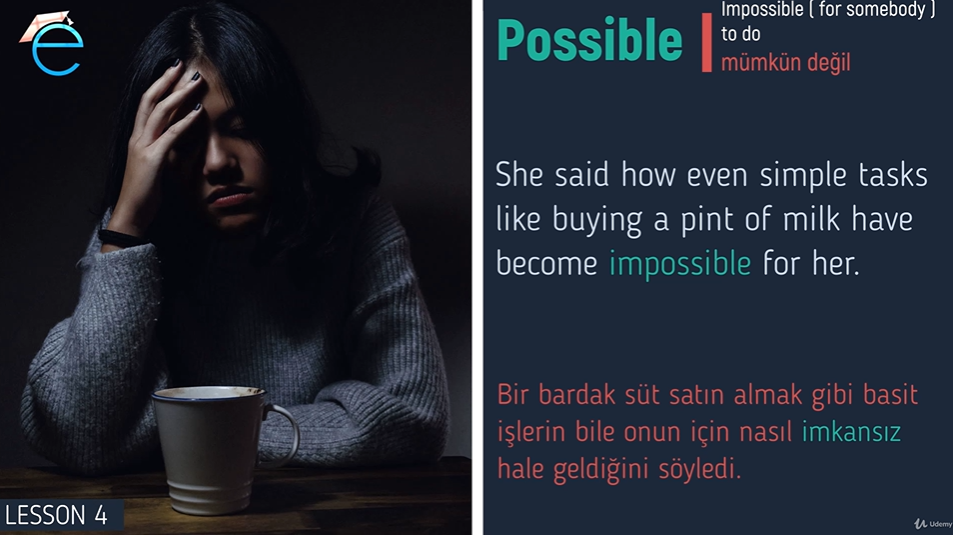 e
LESSON 4
Possible
Impossible ( for somebody )
to do
mümkün değil
She said how even simple tasks
like buying a pint of milk have
become impossible for her.
Bir bardak süt satın almak gibi basit
işlerin bile onun için nasıl imkansız
hale geldiğini söyledi.
Udemy